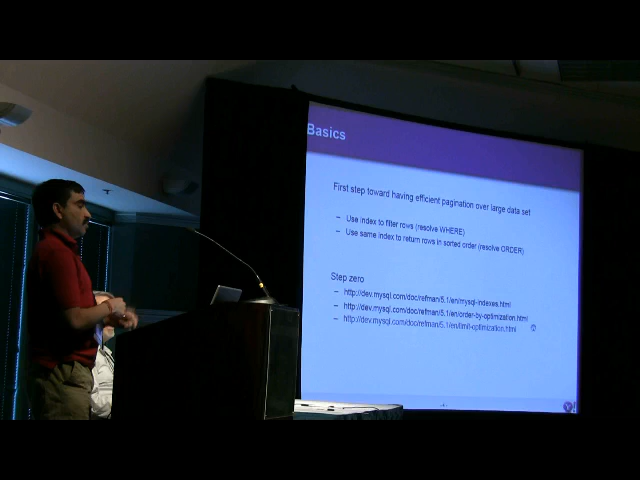 Basics
First step toward having efficient pagination over large data set
– Use index to filter rows (resolve WHERE)
– Use same index to return rows in sorted order (resolve ORDER)
Step zero
– http://dev.mysql.com/doc/refman/5.1/en/mysql-indexes.html
– http://dev.mysql.com/doc/refman/5.1/en/order-by-optimization.html
– http://dev.mysql.com/doc/refman/5.1/en/limit-optimization.html